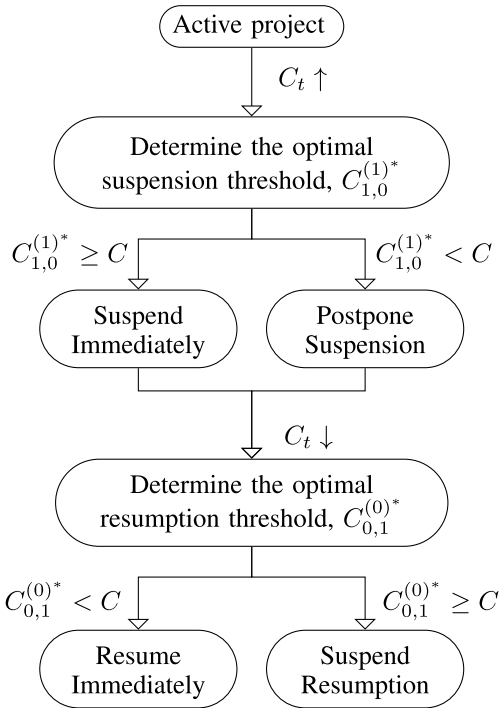 Active project
C_t ↑
Determine the optimal
suspension threshold, C_{1,0}^{(1)*}
C_{1,0}^{(1)*} ≥ C
C_{1,0}^{(1)*} < C
Suspend
Immediately
Postpone
Suspension
C_t ↓
Determine the optimal
resumption threshold, C_{0,1}^{(0)*}
C_{0,1}^{(0)*} < C
C_{0,1}^{(0)*} ≥ C
Resume
Immediately
Suspend
Resumption